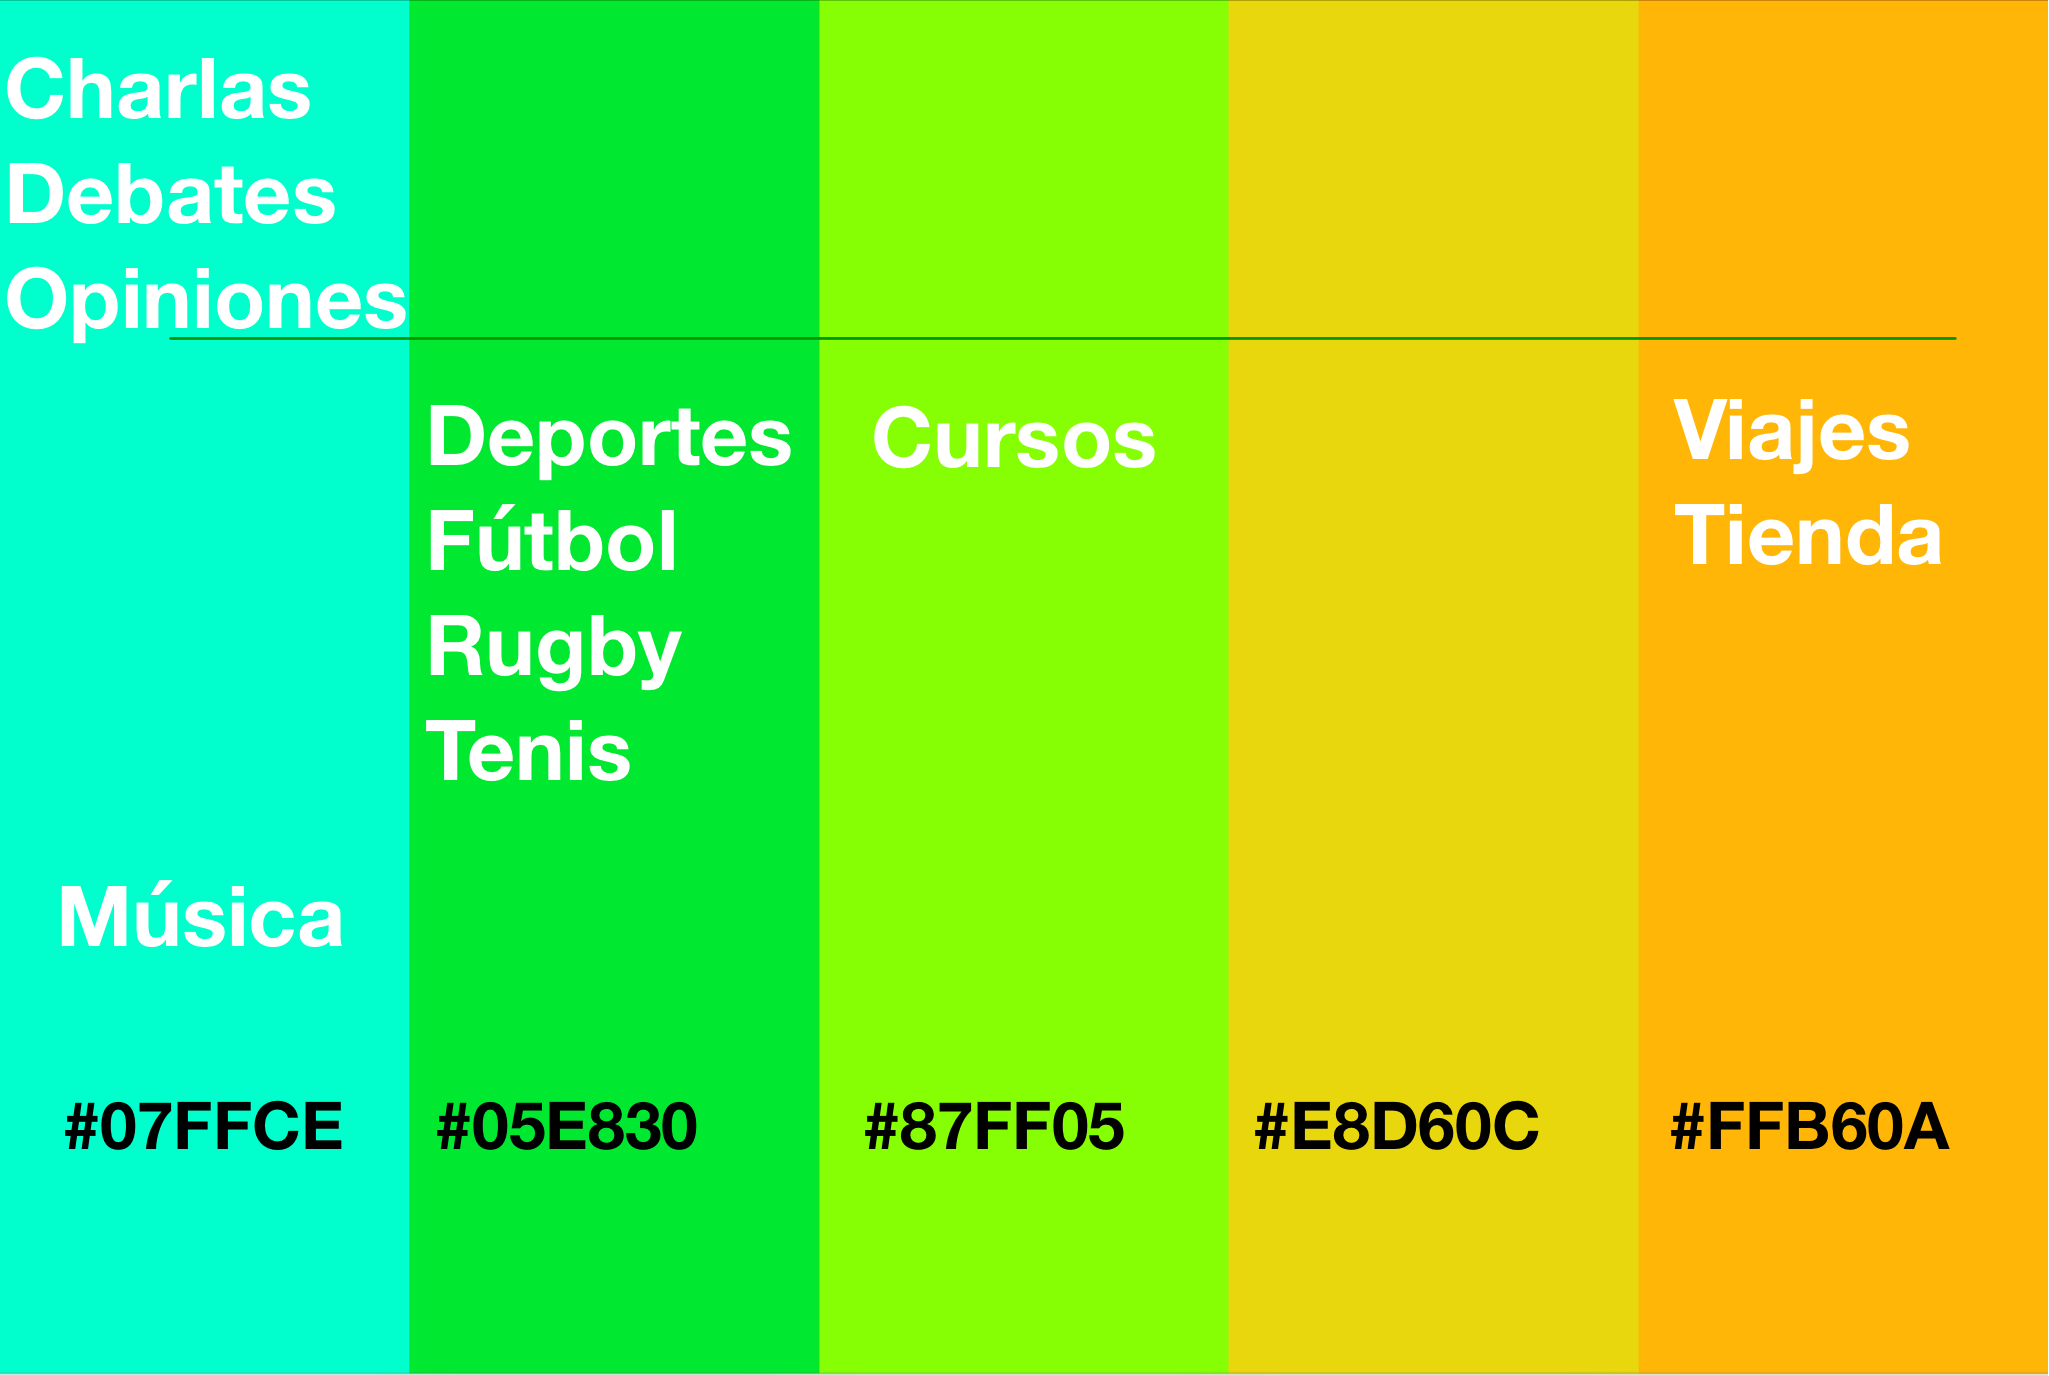 Charlas
Debates
Opiniones
Deportes
Fútbol
Rugby
Tenis
Cursos
Viajes
Tienda
Música
#07FFCE
#05E830
#87FF05
#E8D60C
#FFB60A